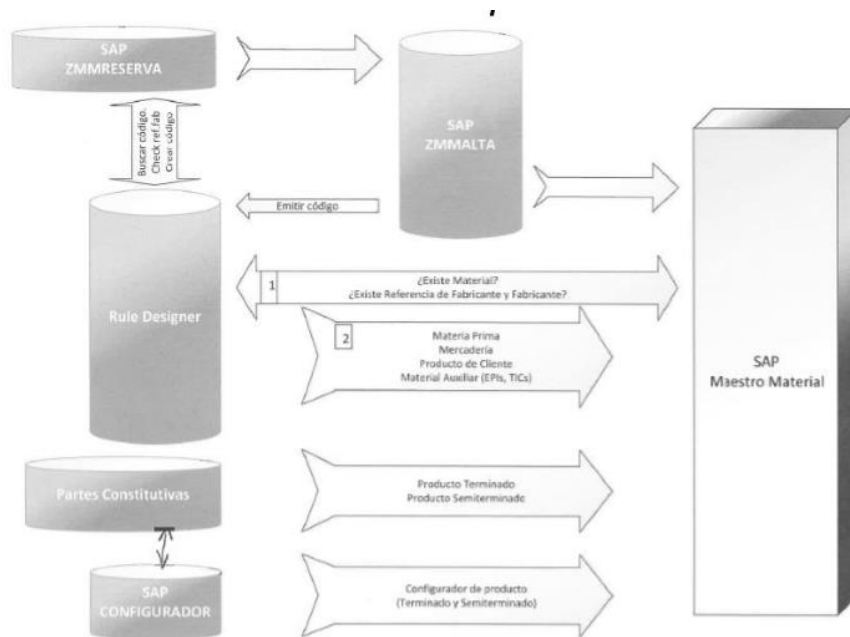 SAP
ZMMRESERVA
SAP
ZMMALTA
Buscar código.
Check ref.fab
Crear código
Emitir código
Rule Designer
1
¿Existe Material?
¿Existe Referencia de Fabricante y Fabricante?
2
Materia Prima
Mercadería
Producto de Cliente
Material Auxiliar (EPIs, TICs)
SAP
Maestro Material
Partes Constitutivas
Producto Terminado
Producto Semiterminado
SAP
CONFIGURADOR
Configurador de producto
(Terminado y Semiterminado)